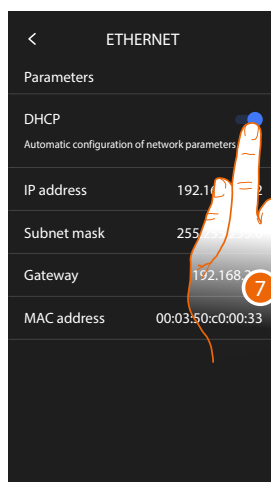 ETHERNET
Parameters
DHCP
Automatic configuration of network parameters
IP address
Subnet mask
Gateway
7
MAC address 00:03:50:c0:00:33